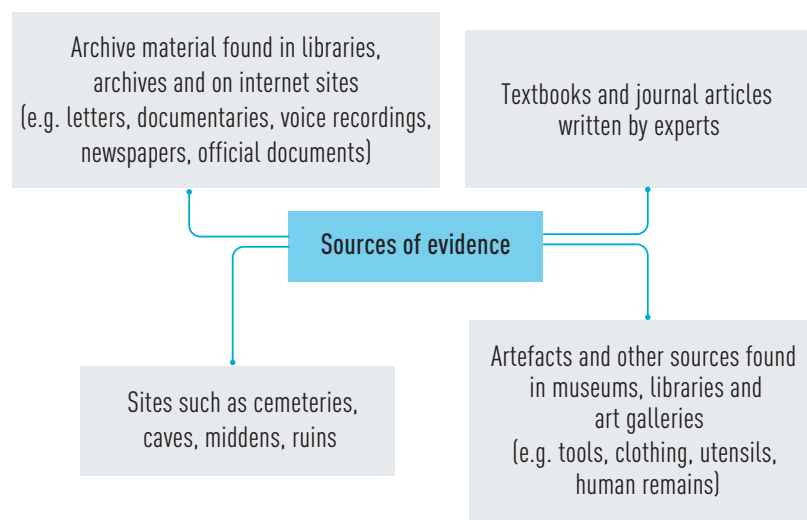 Archive material found in libraries,
archives and on internet sites
(e.g. letters, documentaries, voice recordings,
newspapers, official documents)
Textbooks and journal articles
written by experts
Sources of evidence
Sites such as cemeteries,
caves, middens, ruins
Artefacts and other sources found
in museums, libraries and
art galleries
(e.g. tools, clothing, utensils,
human remains)